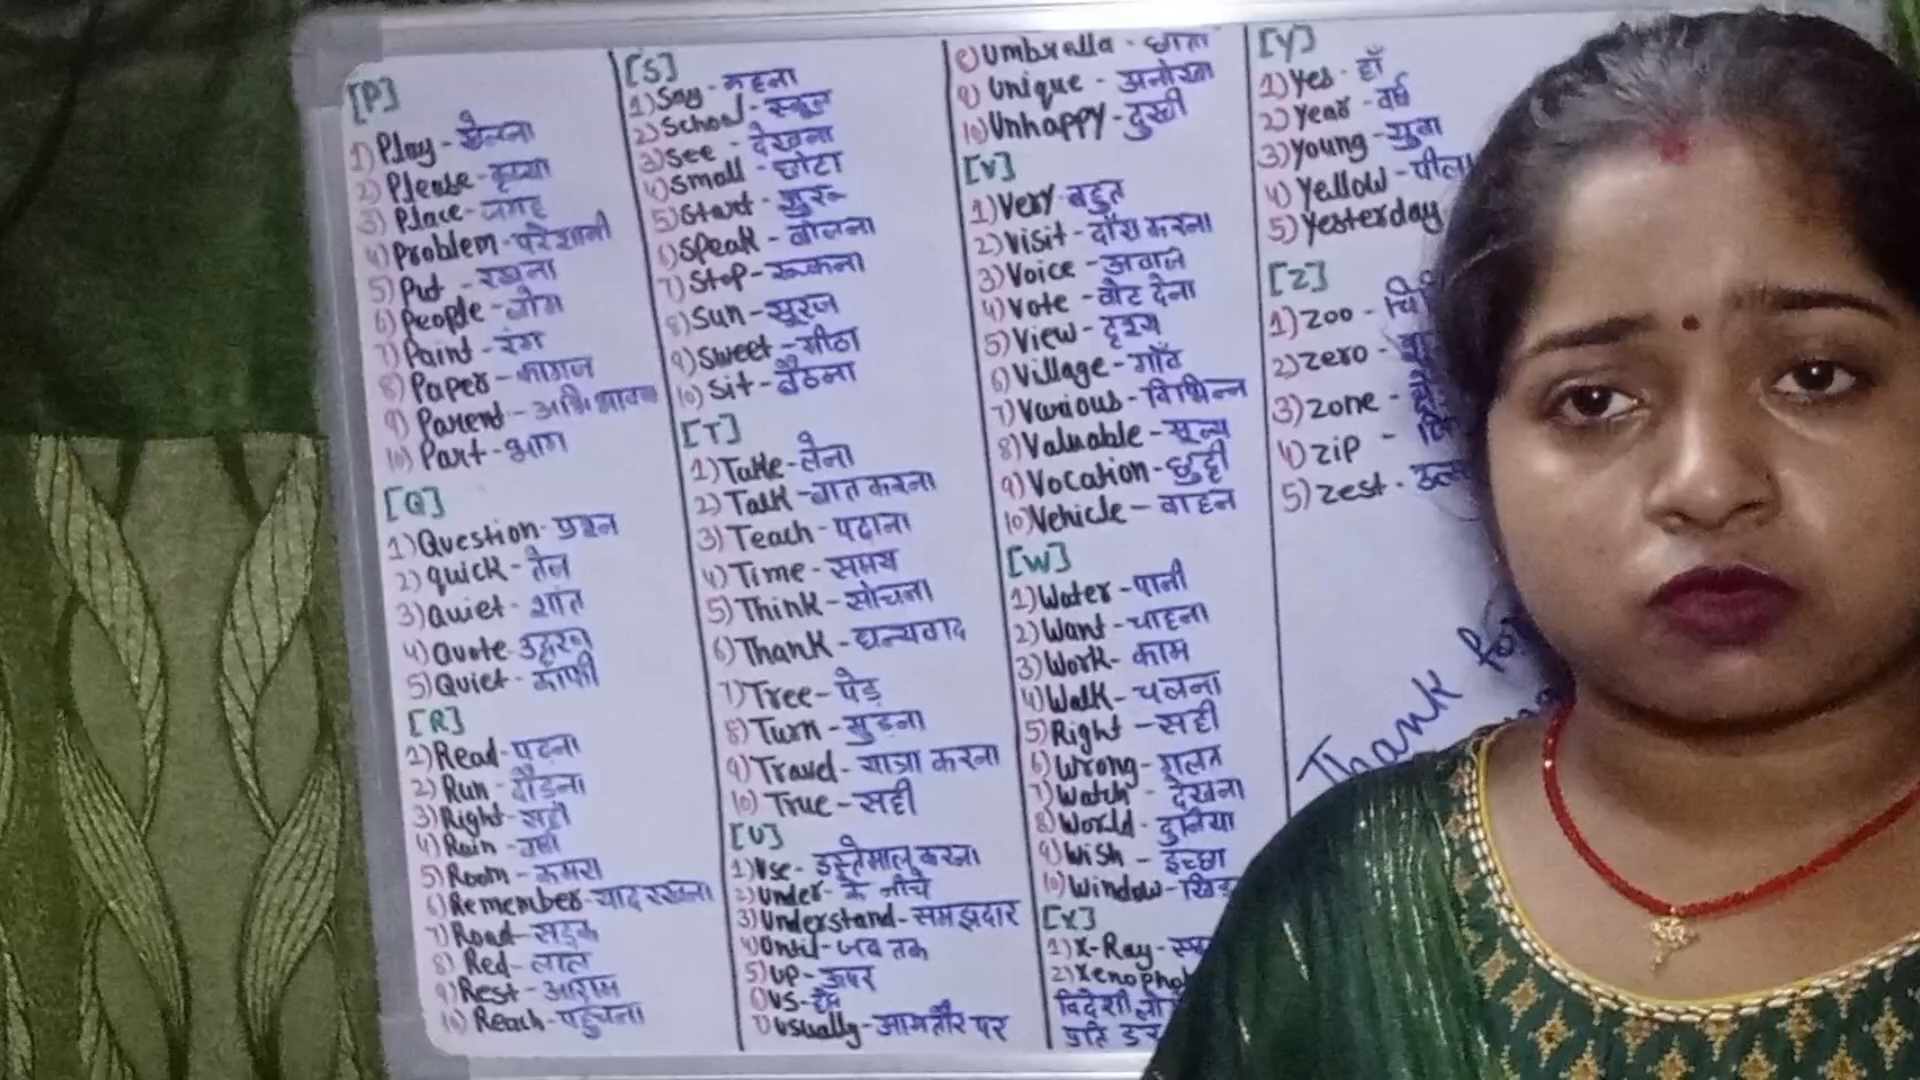 [P]
1) Play - खेलना
2) Please - कृप्या
3) Place - जगह
4) Problem - परेशानी
5) Put - रखना
6) People - लोग
7) Paint - रंग
8) Paper - कागज
9) Parent - अभिभावक
10) Part - भाग
[Q]
1) Question - प्रश्न
2) quick - तेज
3) Quiet - शांत
4) Quote
5) Quiet - काफी
[R]
1) Read - पढ़ना
2) Run - दौड़ना
3) Right - सही
4) Rain - वर्षा
5) Room - कमरा
6) Remember - याद रखना
7) Road - सड़क
8) Red - लाल
9) Rest - आराम
10) Reach - पहुंचना
[S]
1) Say - कहना
2) School - स्कूल
3) See - देखना
4) Small - छोटा
5) Start - शुरू
6) Speak - बोलना
7) Stop - रूकना
8) Sun - सूरज
9) Sweet - मीठा
10) Sit - बैठना
[T]
1) Take - लेना
2) Talk - बात करना
3) Teach - पढाना
4) Time - समय
5) Think - सोचना
6) Thank - धन्यवाद
7) Tree - पेड़
8) Turn - मुड़ना
9) Travel - यात्रा करना
10) True - सही
[U]
1) Use - इस्तेमाल करना
2) Under - के नीचे
3) Understand - समझदार
4) Until - जब तक
5) Up - ऊपर
6) Us - हम
7) Usually - आमतौर पर
8) Umbrella - छाता
9) Unique - अनोखा
10) Unhappy - दुखी
[V]
1) Very - बहुत
2) Visit - दौरा करना
3) Voice - अवाज
4) Vote - वोट देना
5) View - दृश्य
6) Village - गाँव
7) Various - विभिन्न
8) Valuable - मूल्य
9) Vocation - छुट्टी
10) Vehicle - वाहन
[W]
1) Water - पानी
2) Want - चाहना
3) Work - काम
4) Walk - चलना
5) Right - सही
6) Wrong - गलत
7) Watch - देखना
8) World - दुनिया
9) Wish - इच्छा
10) Window - खिड़
[X]
1) X-Ray
2) Xenopho
विदेशी
प्रति डर
[Y]
1) Yes - हाँ
2) Year - वर्ष
3) Young - युवा
4) Yellow - पीला
5) Yesterday
[Z]
1) Zoo - चि
2) Zero
3) Zone
4) Zip
5) Zest
Thank for